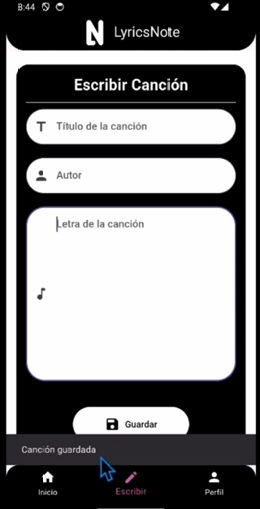 8:44
N LyricsNote
Escribir Canción
Título de la canción
Autor
Letra de la canción
Guardar
Canción guardada
Inicio Escribir Perfil